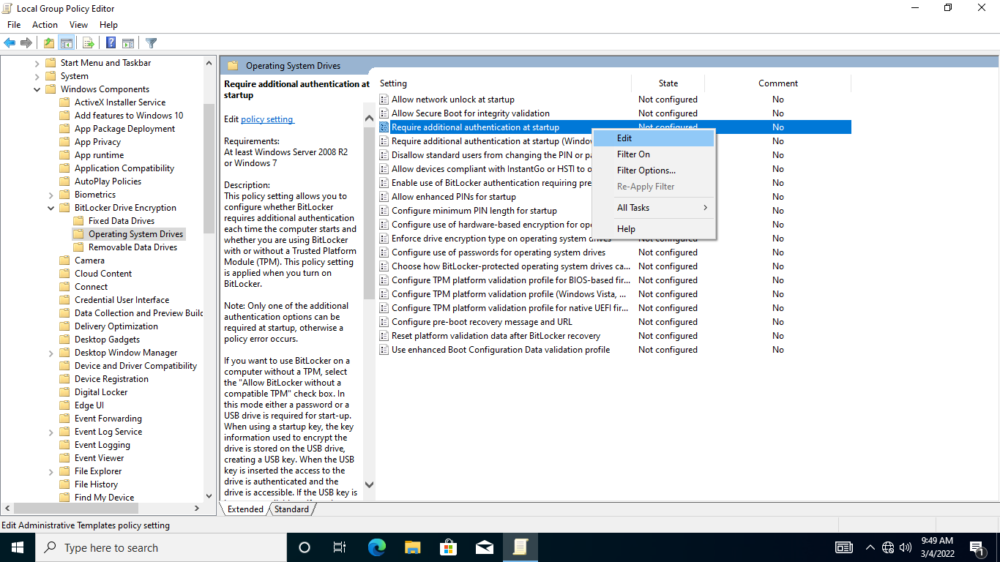 Local Group Policy Editor
File Action View Help
Start Menu and Taskbar
System
Windows Components
ActiveX Installer Service
Add features to Windows 10
App Package Deployment
App Privacy
App runtime
Application Compatibility
AutoPlay Policies
Biometrics
BitLocker Drive Encryption
Fixed Data Drives
Operating System Drives
Removable Data Drives
Camera
Cloud Content
Connect
Credential User Interface
Data Collection and Preview Builc
Delivery Optimization
Desktop Gadgets
Desktop Window Manager
Device and Driver Compatibility
Device Registration
Digital Locker
Edge UI
Event Forwarding
Event Log Service
Event Logging
Event Viewer
File Explorer
File History
Find My Device
Operating System Drives
Require additional authentication at
startup
Edit policy setting
Requirements:
At least Windows Server 2008 R2
or Windows 7
Description:
This policy setting allows you to
configure whether BitLocker
requires additional authentication
each time the computer starts and
whether you are using BitLocker
with or without a Trusted Platform
Module (TPM). This policy setting
is applied when you turn on
BitLocker.
Note: Only one of the additional
authentication options can be
required at startup, otherwise a
policy error occurs.
If you want to use BitLocker on a
computer without a TPM, select
the "Allow BitLocker without a
compatible TPM" check box. In
this mode either a password or a
USB drive is required for start-up.
When using a startup key, the key
information used to encrypt the
drive is stored on the USB drive,
creating a USB key. When the USB
key is inserted the access to the
drive is authenticated and the
drive is accessible. If the USB key is
Setting State Comment
Allow network unlock at startup Not configured No
Allow Secure Boot for integrity validation Not configured No
Require additional authentication at startup Not configured No
Require additional authentication at startup (Windo No
Disallow standard users from changing the PIN or pa No
Allow devices compliant with InstantGo or HSTI to o No
Enable use of BitLocker authentication requiring pre No
Allow enhanced PINs for startup No
Configure minimum PIN length for startup No
Configure use of hardware-based encryption for ope No
Enforce drive encryption type on operating system drives Not configured No
Configure use of passwords for operating system drives Not configured No
Choose how BitLocker-protected operating system drives ca... Not configured No
Configure TPM platform validation profile for BIOS-based fir... Not configured No
Configure TPM platform validation profile (Windows Vista, ... Not configured No
Configure TPM platform validation profile for native UEFI fir... Not configured No
Configure pre-boot recovery message and URL Not configured No
Reset platform validation data after BitLocker recovery Not configured No
Use enhanced Boot Configuration Data validation profile Not configured No
Edit
Filter On
Filter Options...
Re-Apply Filter
All Tasks
Help
Extended Standard
Edit Administrative Templates policy setting
Type here to search
9:49 AM
3/4/2022
1